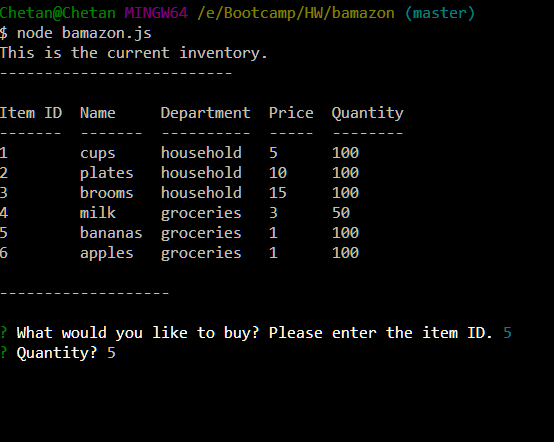 Chetan@Chetan MINGW64 /e/Bootcamp/HW/bamazon (master)
$ node bamazon.js
This is the current inventory.
--------------------------
Item ID  Name     Department  Price  Quantity
-------  -------  ----------  -----  --------
1        cups     household   5      100
2        plates   household   10     100
3        brooms   household   15     100
4        milk     groceries   3      50
5        bananas  groceries   1      100
6        apples   groceries   1      100
-------------------
? What would you like to buy? Please enter the item ID. 5
? Quantity? 5